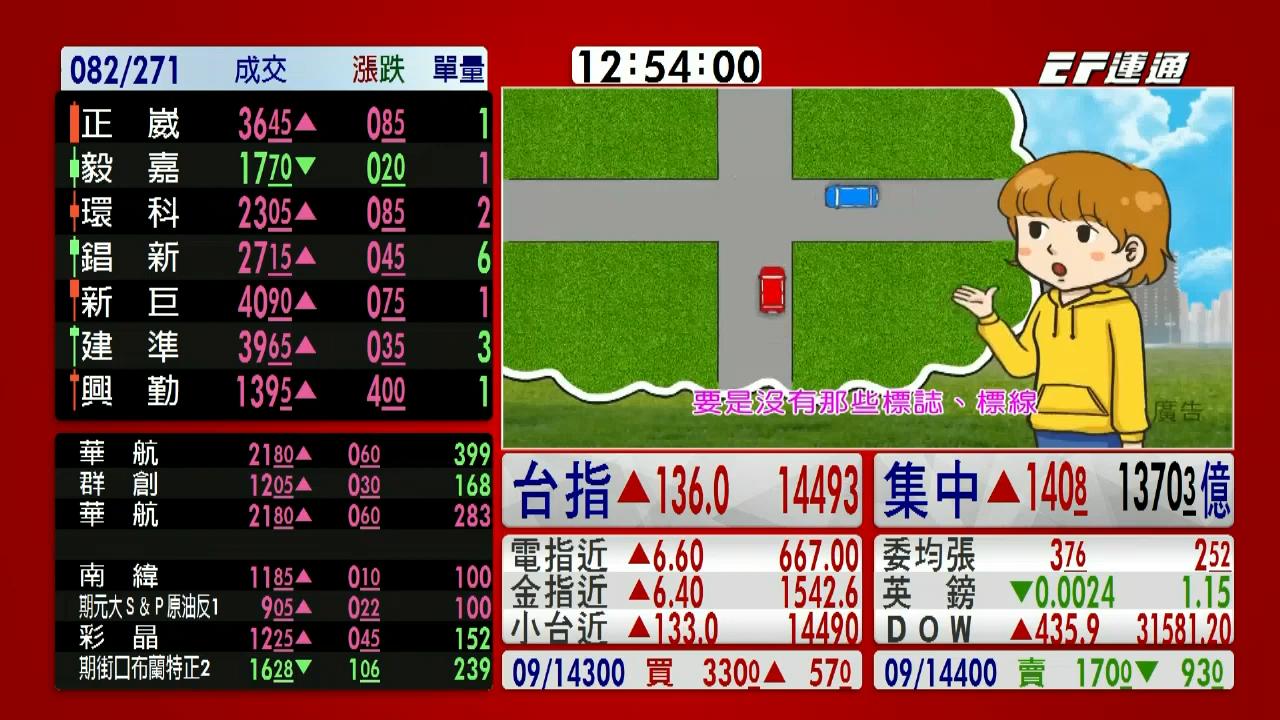 082/271 成交 漲跌 單量
正崴 3645▲ 085 1
毅嘉 1770▼ 020 1
環科 2305▲ 085 2
錩新 2715▲ 045 6
新巨 4090▲ 075 1
建準 3965▲ 035 3
興勤 1395▲ 400 1
華航 2180▲ 060 399
群創 1205▲ 030 168
華航 2180▲ 060 283
南緯 1185▲ 010 100
期元大S&P原油反1 905▲ 022 100
彩晶 1225▲ 045 152
期街口布蘭特正2 1628▼ 106 239
12:54:00
EF運通
要是沒有那些標誌、標線
廣告
台指▲136.0 14493
集中▲1408 13703億
電指近 ▲6.60 667.00
金指近 ▲6.40 1542.6
小台近 ▲133.0 14490
委均張 376 252
英鎊 ▼0.0024 1.15
DOW ▲435.9 31581.20
09/14300 買 3300▲ 570
09/14400 賣 1700▼ 930